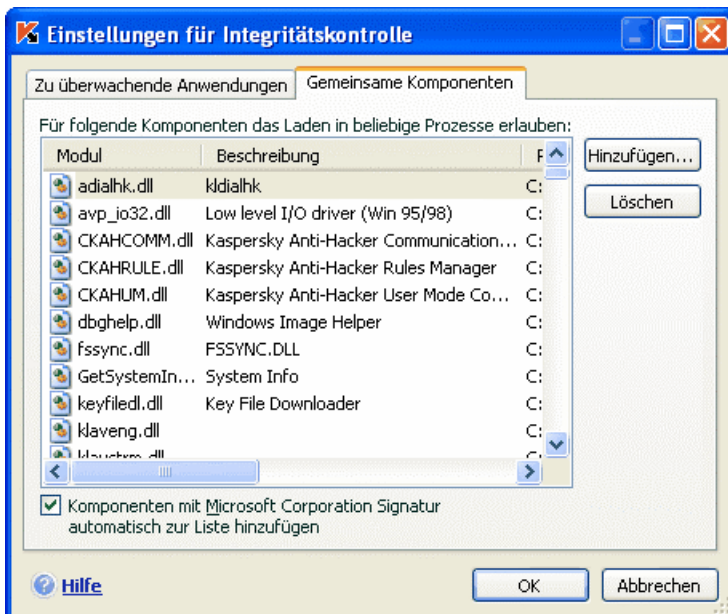 Einstellungen für Integritätskontrolle
Zu überwachende Anwendungen Gemeinsame Komponenten
Für folgende Komponenten das Laden in beliebige Prozesse erlauben:
Modul Beschreibung
Hinzufügen...
adialhk.dll kldialhk C:
Löschen
avp_io32.dll Low level I/O driver (Win 95/98) C:
CKAHCOMM.dll Kaspersky Anti-Hacker Communication... C:
CKAHRULE.dll Kaspersky Anti-Hacker Rules Manager C:
CKAHUM.dll Kaspersky Anti-Hacker User Mode Co... C:
dbghelp.dll Windows Image Helper C:
fssync.dll FSSYNC.DLL C:
GetSystemIn... System Info C:
keyfiledl.dll Key File Downloader C:
klaveng.dll C:
Komponenten mit Microsoft Corporation Signatur
automatisch zur Liste hinzufügen
Hilfe OK Abbrechen